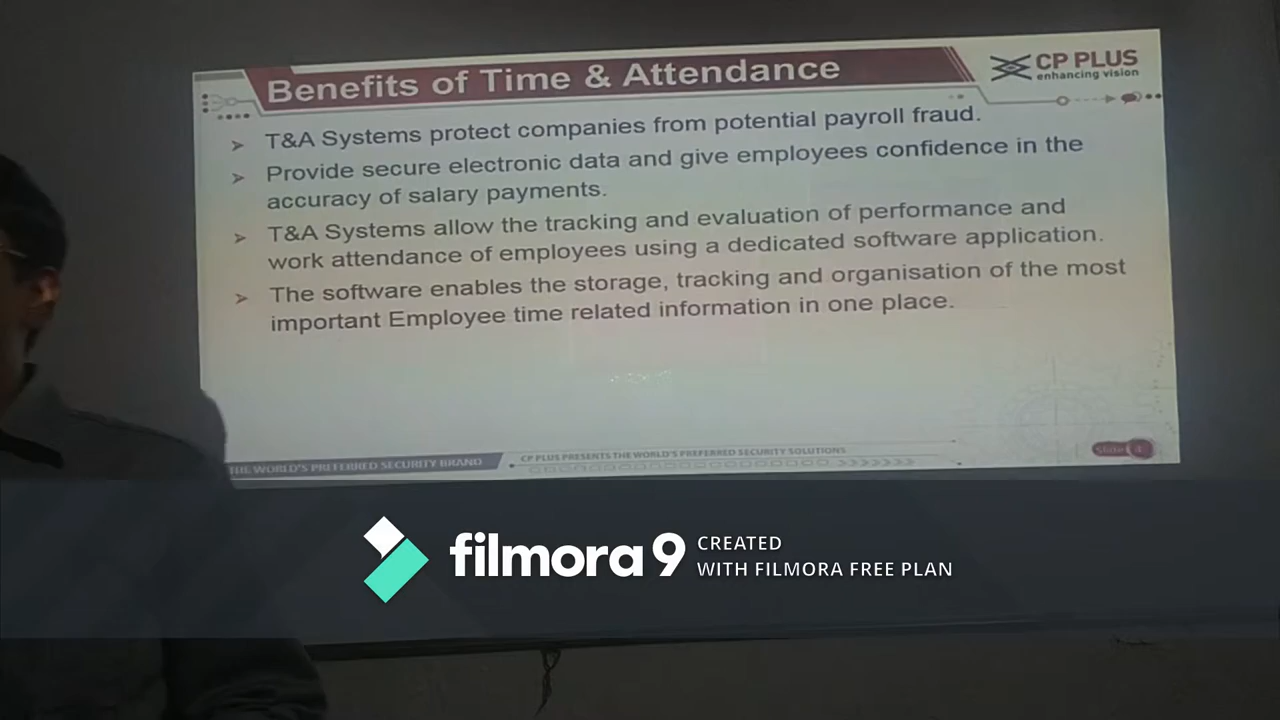 Benefits of Time & Attendance
CP PLUS
enhancing vision
T&A Systems protect companies from potential payroll fraud.
Provide secure electronic data and give employees confidence in the
accuracy of salary payments.
T&A Systems allow the tracking and evaluation of performance and
work attendance of employees using a dedicated software application.
The software enables the storage, tracking and organisation of the most
important Employee time related information in one place.
THE WORLD'S PREFERRED SECURITY BRAND
CP PLUS PRESENTS THE WORLD'S PREFERRED SECURITY SOLUTIONS
Slide 4
filmora 9
CREATED
WITH FILMORA FREE PLAN